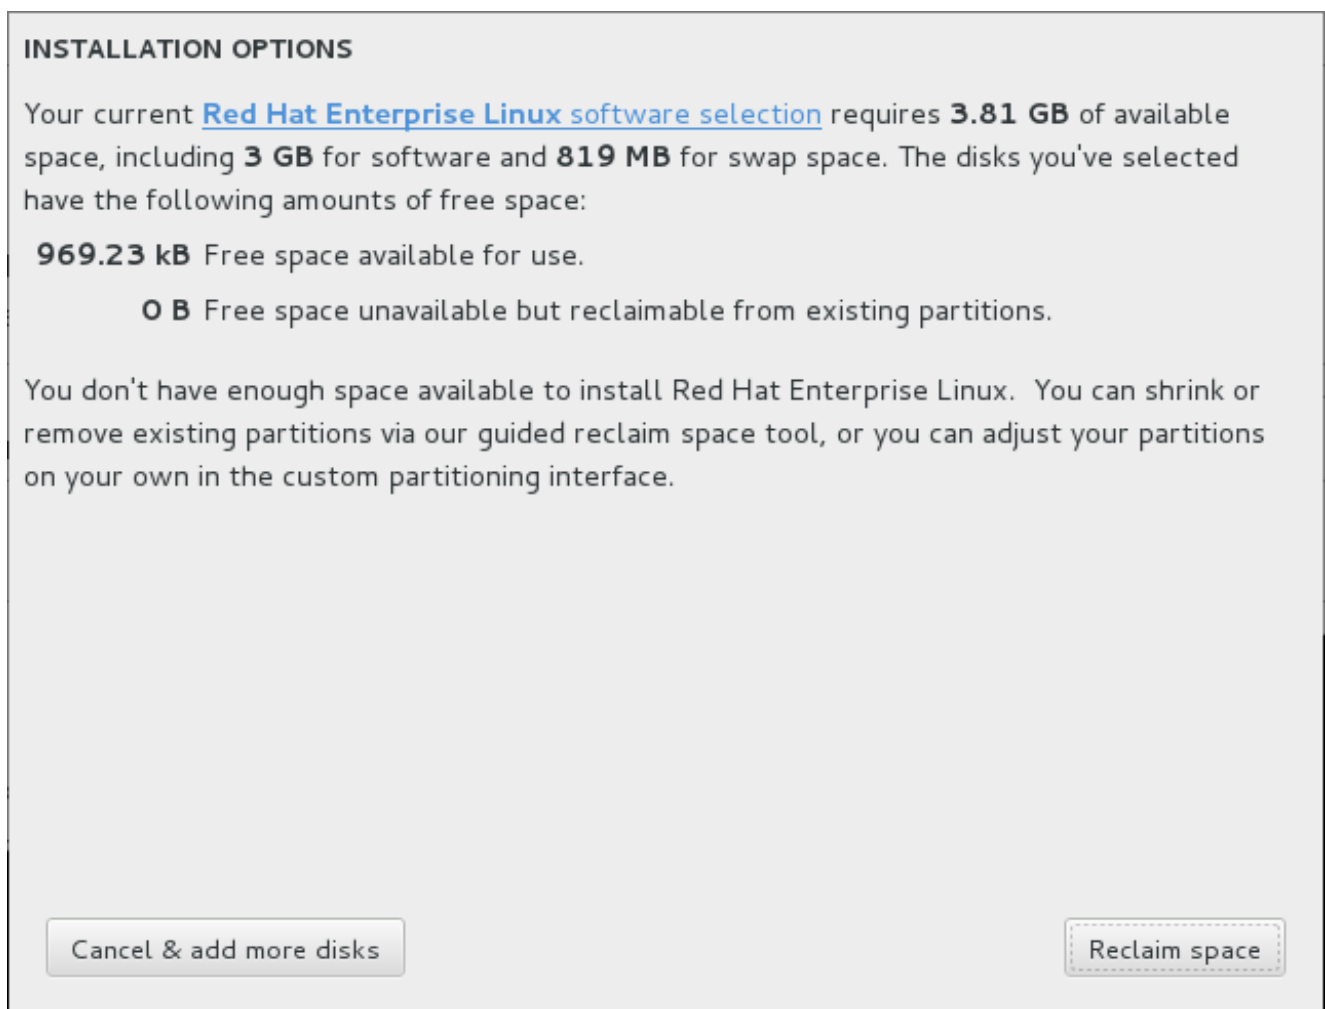 INSTALLATION OPTIONS
Your current Red Hat Enterprise Linux software selection requires 3.81 GB of available
space, including 3 GB for software and 819 MB for swap space. The disks you've selected
have the following amounts of free space:
969.23 kB Free space available for use.
0 B Free space unavailable but reclaimable from existing partitions.
You don't have enough space available to install Red Hat Enterprise Linux.  You can shrink or
remove existing partitions via our guided reclaim space tool, or you can adjust your partitions
on your own in the custom partitioning interface.
Cancel & add more disks
Reclaim space